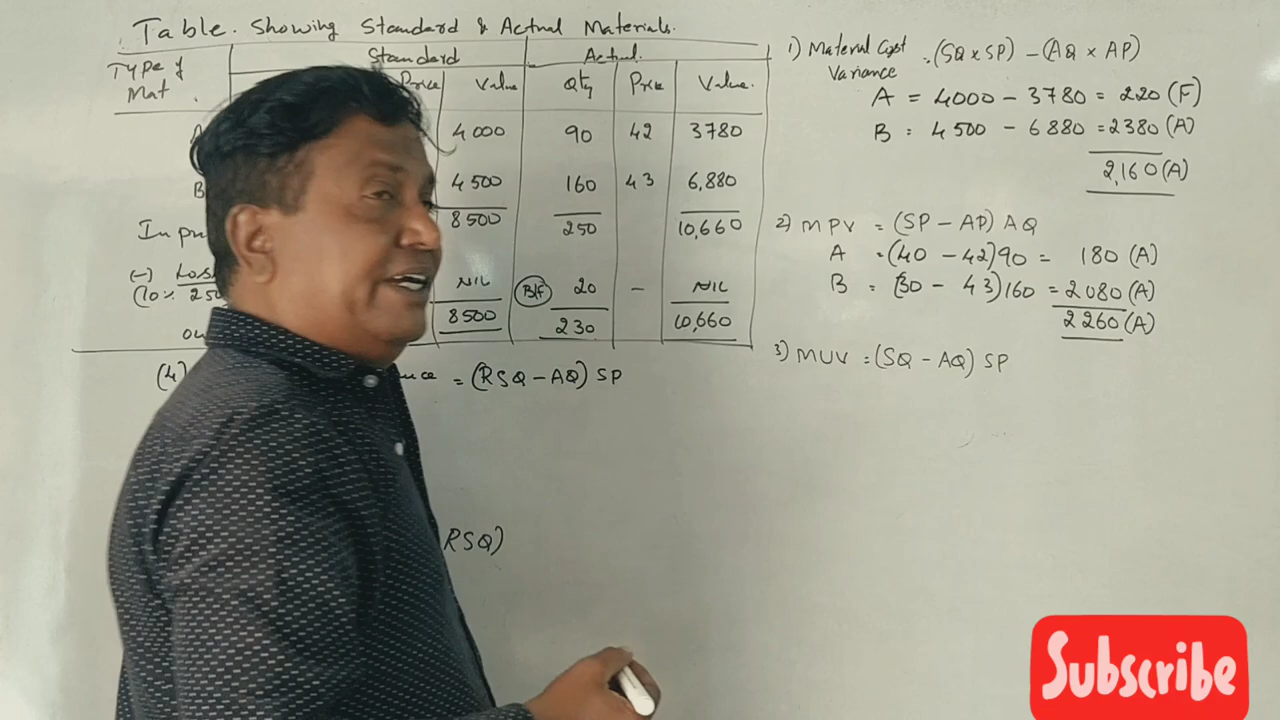 Table. Showing Standard & Actual Materials.
Type of Mat. Standard Actual.
Price Value Qty Price Value.
A 4000 90 42 3780
B 4500 160 43 6,880
Inpu 8500 250 10,660
(-) Loss NIL B/f 20 - NIL
(10% 250
ou 8500 230 10,660
(4) nce = (RSQ - AQ) SP
RSQ)
1) Material Cost Variance = (SQ x SP) - (AQ x AP)
A = 4000 - 3780 = 220 (F)
B = 4500 - 6880 = 2380 (A)
2,160 (A)
2) MPV = (SP - AP) AQ
A = (40 - 42) 90 = 180 (A)
B = (30 - 43) 160 = 2080 (A)
2260 (A)
3) MUV = (SQ - AQ) SP
Subscribe